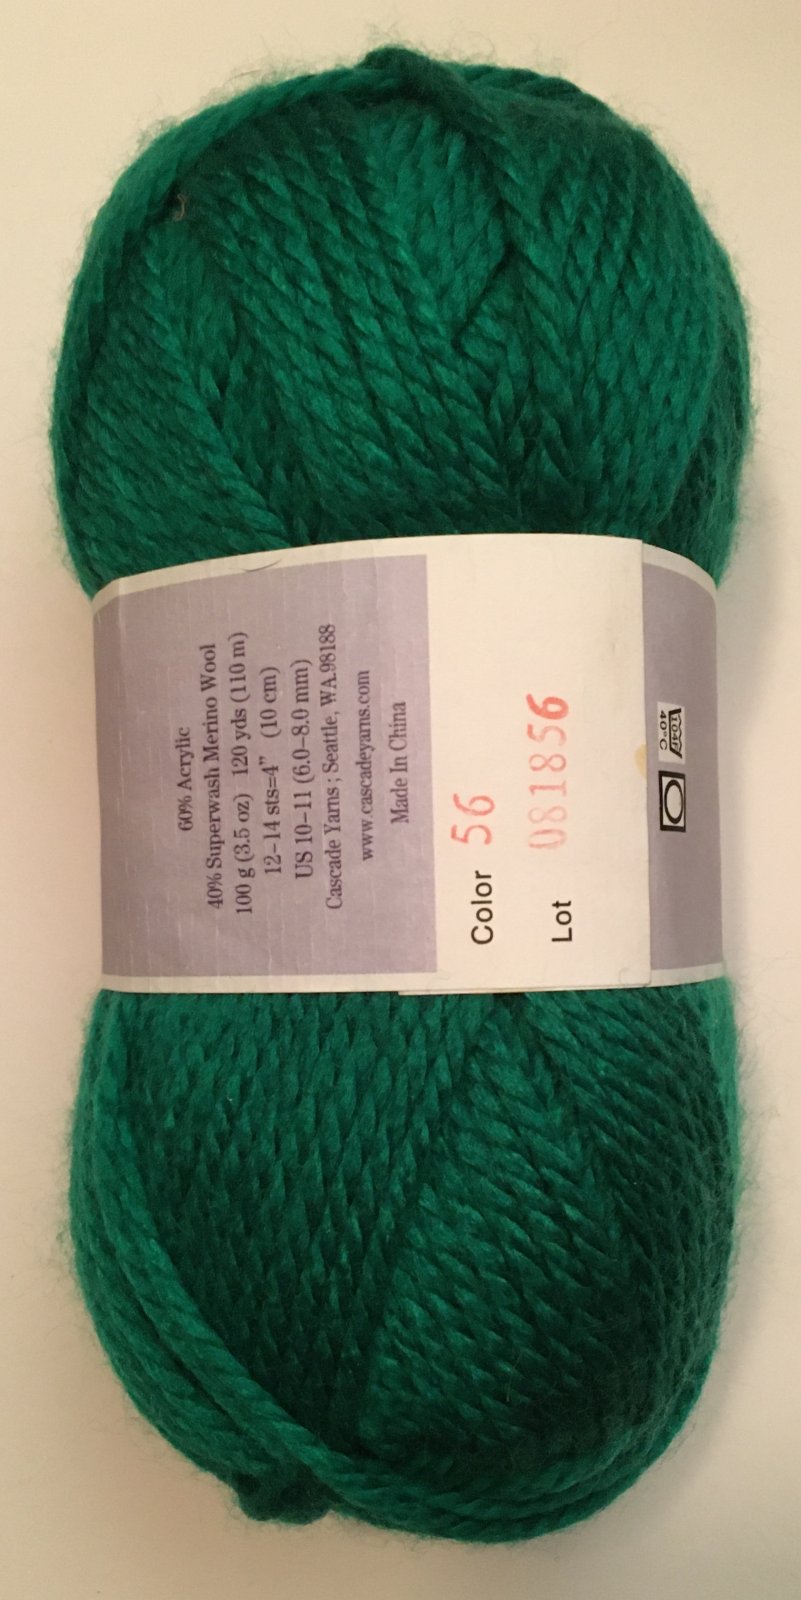 60% Acrylic
40% Superwash Merino Wool
100 g (3.5 oz) 120 yds (110 m)
12–14 sts=4” (10 cm)
US 10–11 (6.0–8.0 mm)
Cascade Yarns ; Seattle, WA.98188
www.cascadeyarns.com
Made In China
Color 56
Lot 081856
40°C